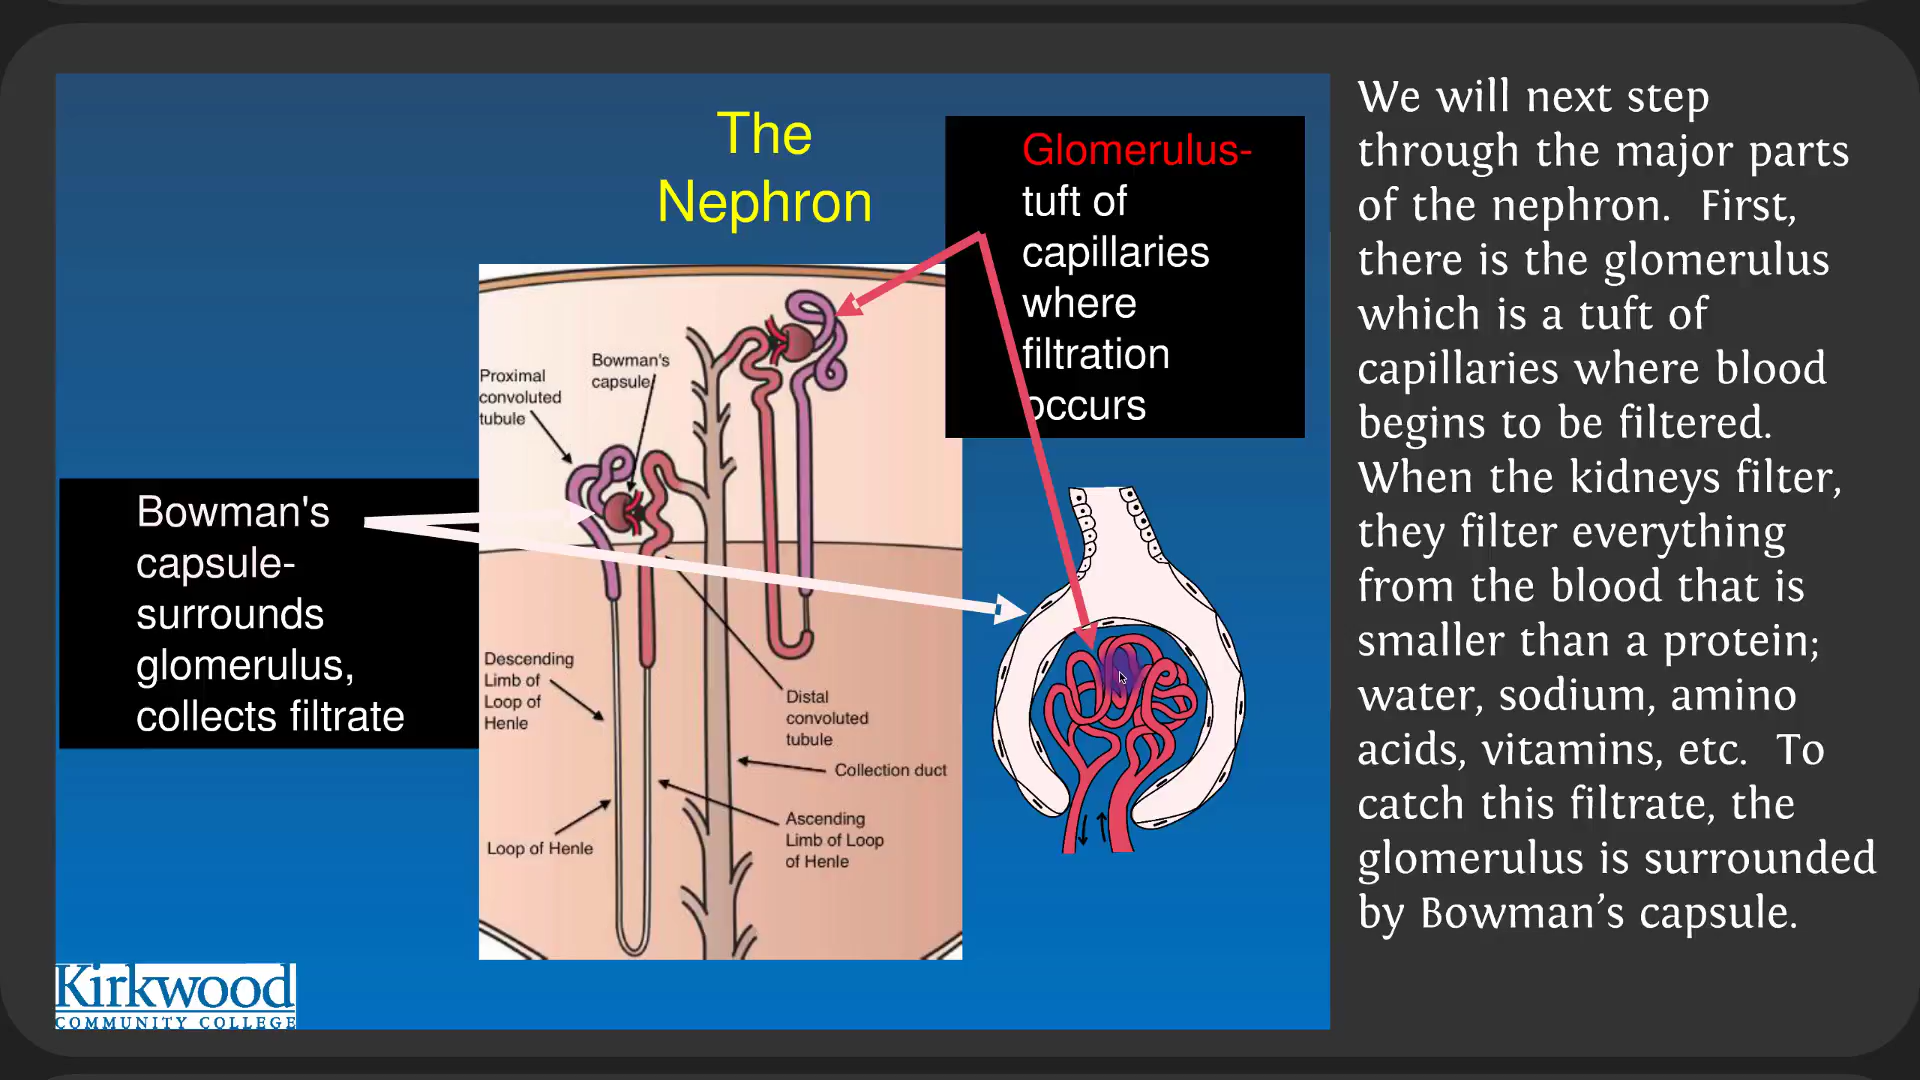 The
Nephron
Glomerulus-
tuft of
capillaries
where
filtration
occurs
Bowman's
capsule-
surrounds
glomerulus,
collects filtrate
Proximal
convoluted
tubule
Bowman's
capsule
Descending
Limb of
Loop of
Henle
Loop of Henle
Distal
convoluted
tubule
Collection duct
Ascending
Limb of Loop
of Henle
Kirkwood
COMMUNITY COLLEGE
We will next step
through the major parts
of the nephron. First,
there is the glomerulus
which is a tuft of
capillaries where blood
begins to be filtered.
When the kidneys filter,
they filter everything
from the blood that is
smaller than a protein;
water, sodium, amino
acids, vitamins, etc. To
catch this filtrate, the
glomerulus is surrounded
by Bowman’s capsule.